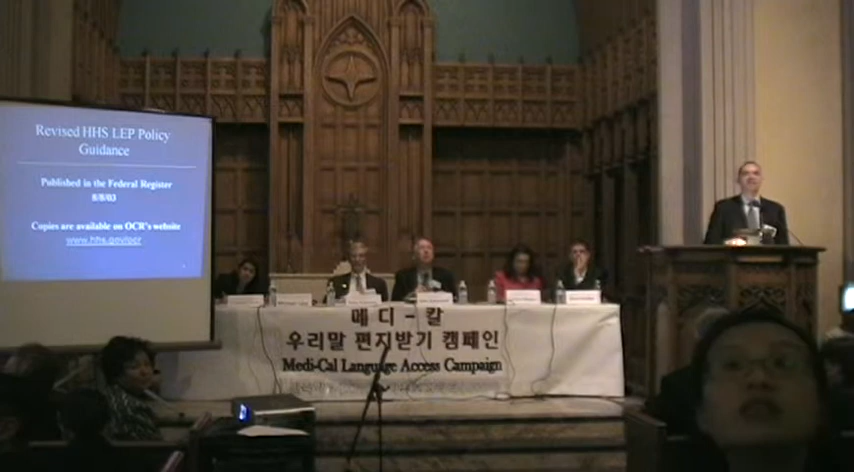 Revised HHS LEP Policy
Guidance
Published in the Federal Register
8/8/03
Copies are available on OCR's website
www.hhs.gov/ocr
메디-칼
우리말 편지받기 캠페인
Medi-Cal Language Access Campaign